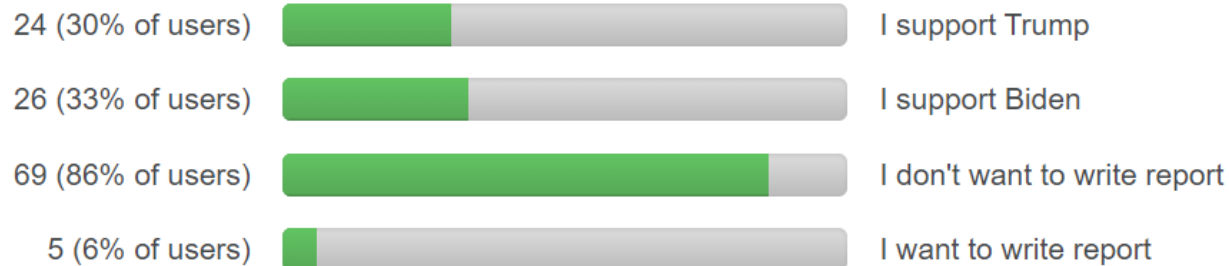 24 (30% of users) I support Trump
26 (33% of users) I support Biden
69 (86% of users) I don't want to write report
5 (6% of users) I want to write report